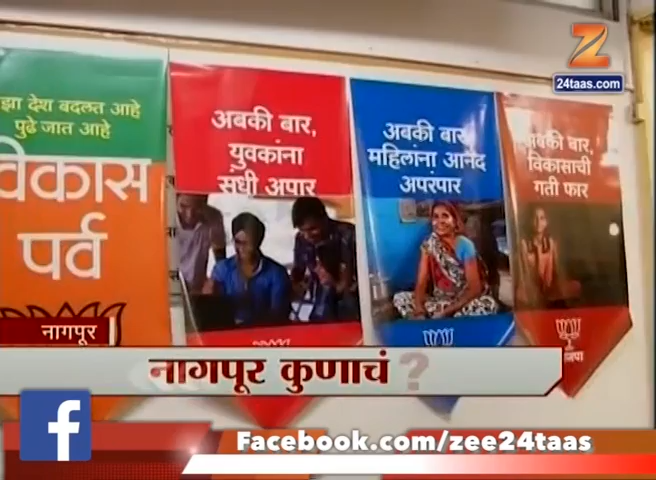 24taas.com
झा देश बदलत आहे
पुढे जात आहे
विकास
पर्व
अबकी बार,
युवकांना
संधी अपार
अबकी बार,
महिलांना आनंद
अपरंपार
अबकी बार,
विकासाची
गती फार
नागपूर
नागपूर कुणाचं ?
Facebook.com/zee24taas